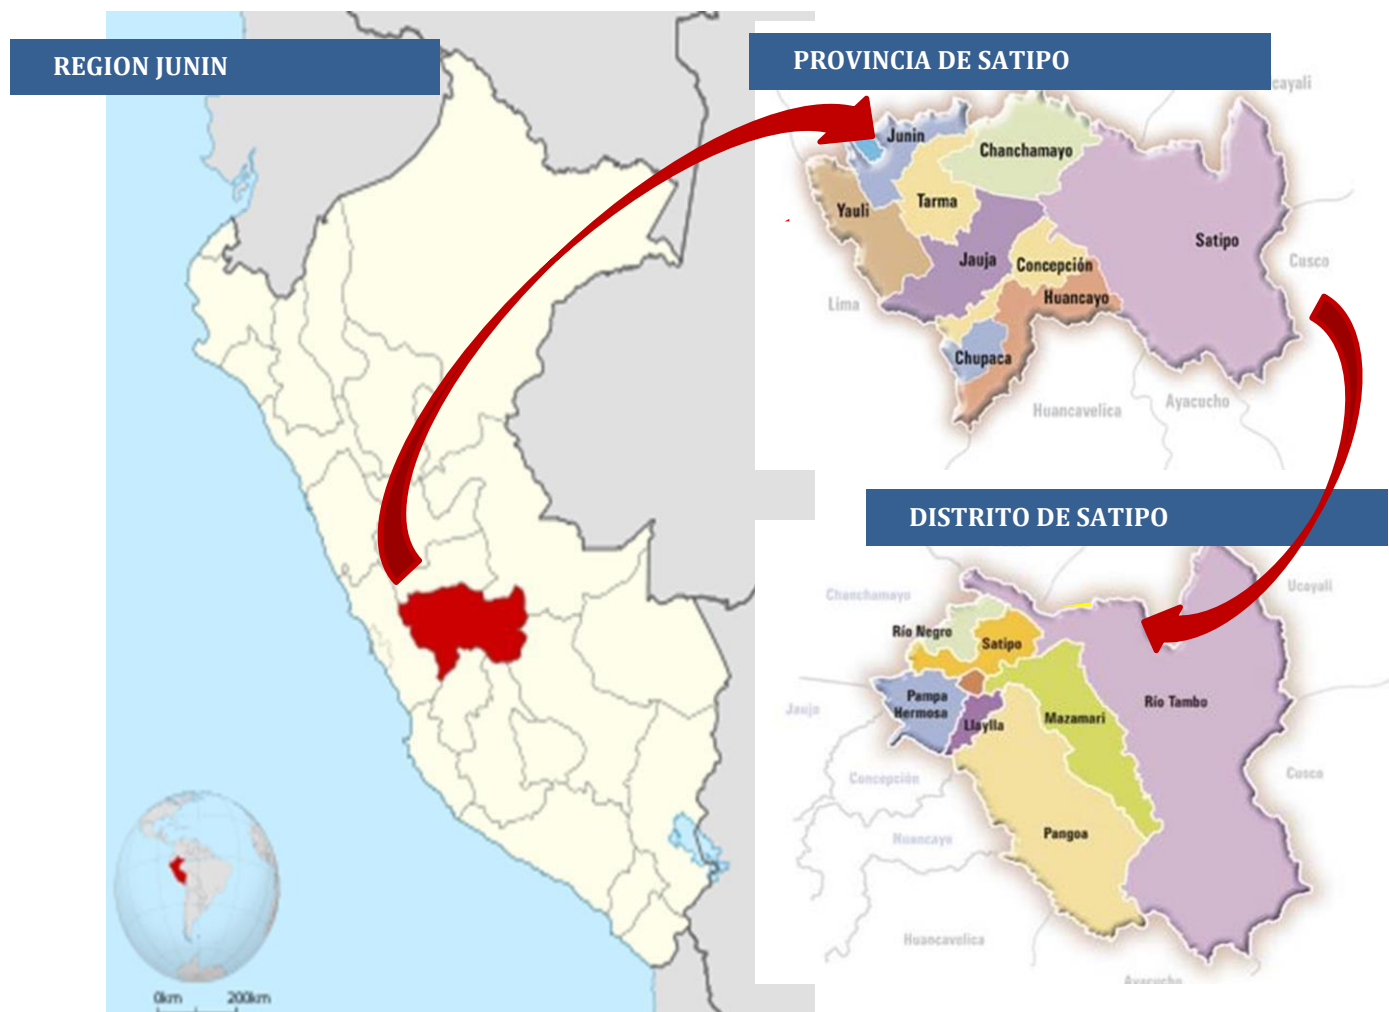 REGION JUNIN
0km 200km
PROVINCIA DE SATIPO
cayali
Junin
Chanchamayo
Tarma
Yauli
Satipo
Jauja
Concepción
Cusco
Huancayo
Lima
Chupaca
Ayacucho
Huancavelica
DISTRITO DE SATIPO
Ucayali
Chanchamayo
Río Negro
Satipo
Pampa
Hermosa
Río Tambo
Jauja
Llaylla
Mazamari
Concepción
Cusco
Pangoa
Huancayo
Huancavelica
Ayacucho